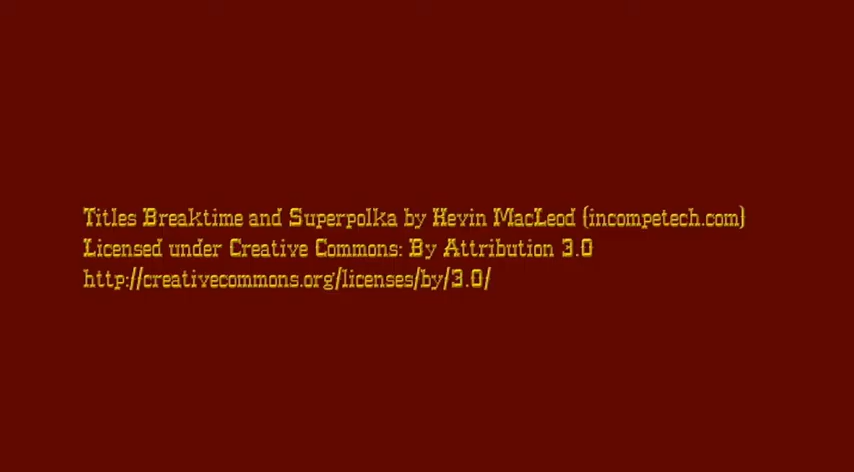 Titles Breaktime and Superpolka by Kevin MacLeod (incompetech.com)
Licensed under Creative Commons: By Attribution 3.0
http://creativecommons.org/licenses/by/3.0/